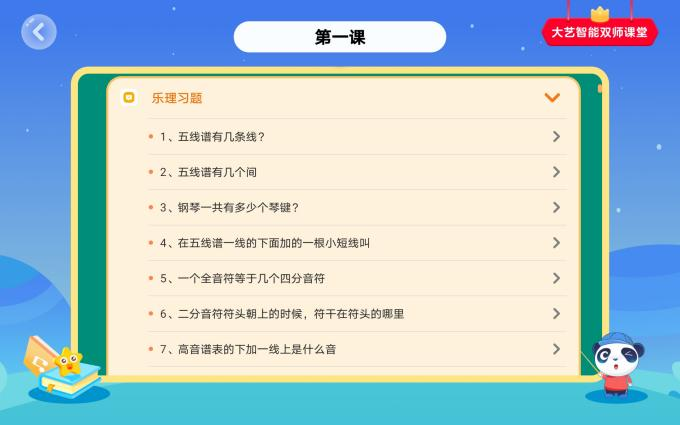 第一课
大艺智能双师课堂
乐理习题
1、五线谱有几条线?
2、五线谱有几个间
3、钢琴一共有多少个琴键?
4、在五线谱一线的下面加的一根小短线叫
5、一个全音符等于几个四分音符
6、二分音符符头朝上的时候，符干在符头的哪里
7、高音谱表的下加一线上是什么音